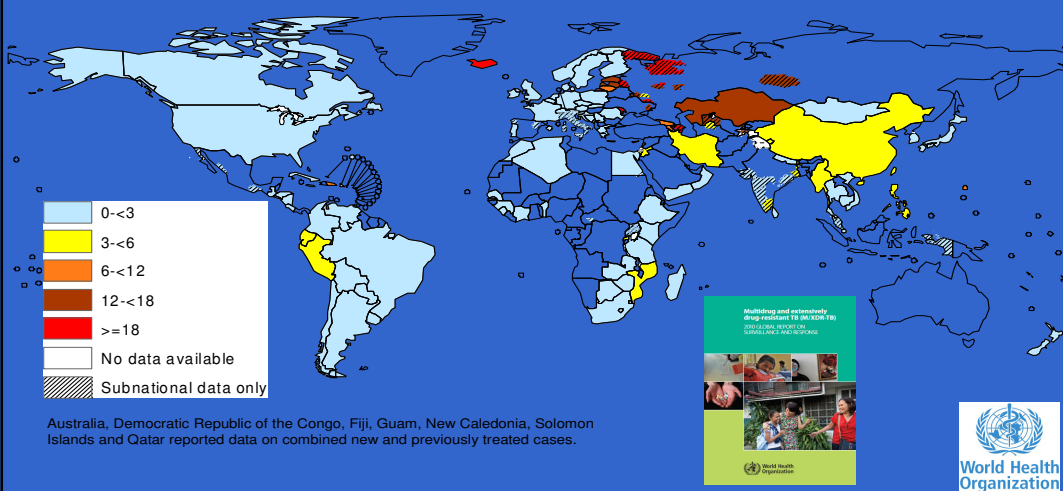 0-<3
3-<6
6-<12
12-<18
>=18
No data available
Subnational data only
Australia, Democratic Republic of the Congo, Fiji, Guam, New Caledonia, Solomon
Islands and Qatar reported data on combined new and previously treated cases.
Multidrug and extensively
drug-resistant TB (M/XDR-TB)
2010 GLOBAL REPORT ON
SURVEILLANCE AND RESPONSE
World Health
Organization
World Health
Organization